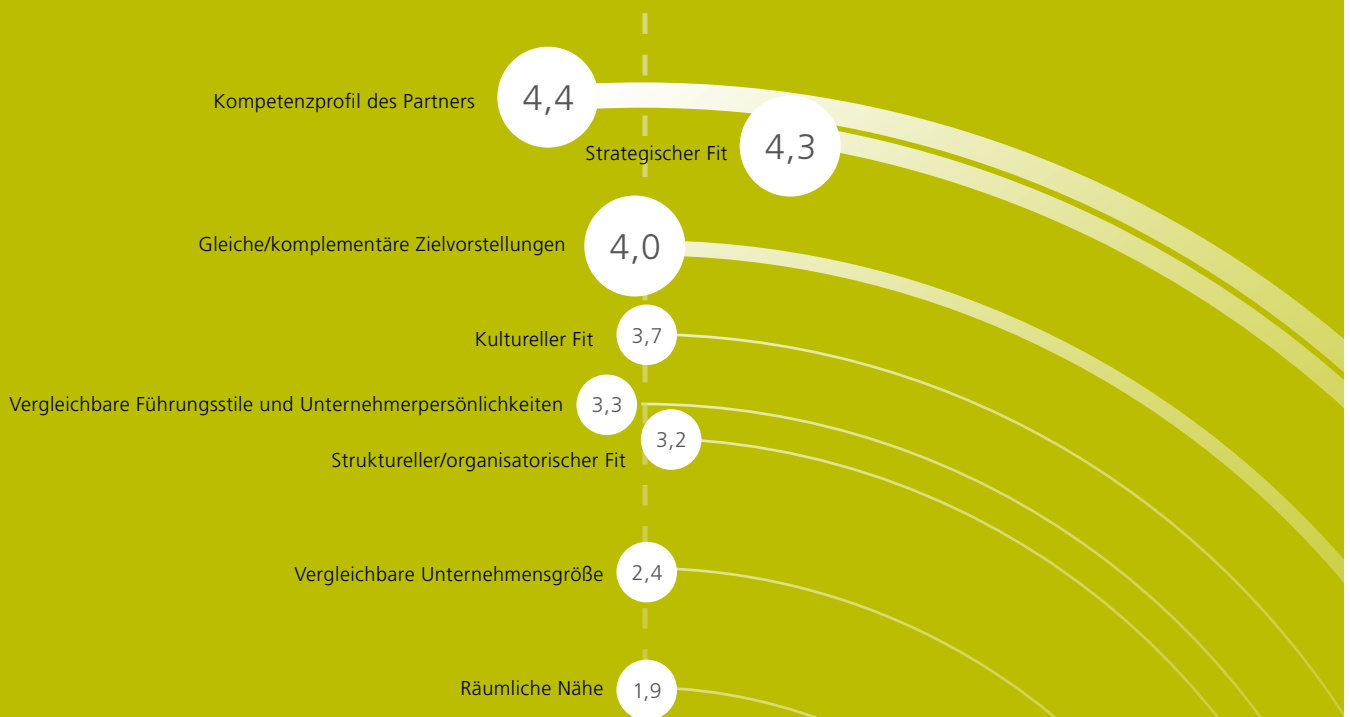 Kompetenzprofil des Partners 4,4
Strategischer Fit 4,3
Gleiche/komplementäre Zielvorstellungen 4,0
Kultureller Fit 3,7
Vergleichbare Führungsstile und Unternehmerpersönlichkeiten 3,3
Struktureller/organisatorischer Fit 3,2
Vergleichbare Unternehmensgröße 2,4
Räumliche Nähe 1,9